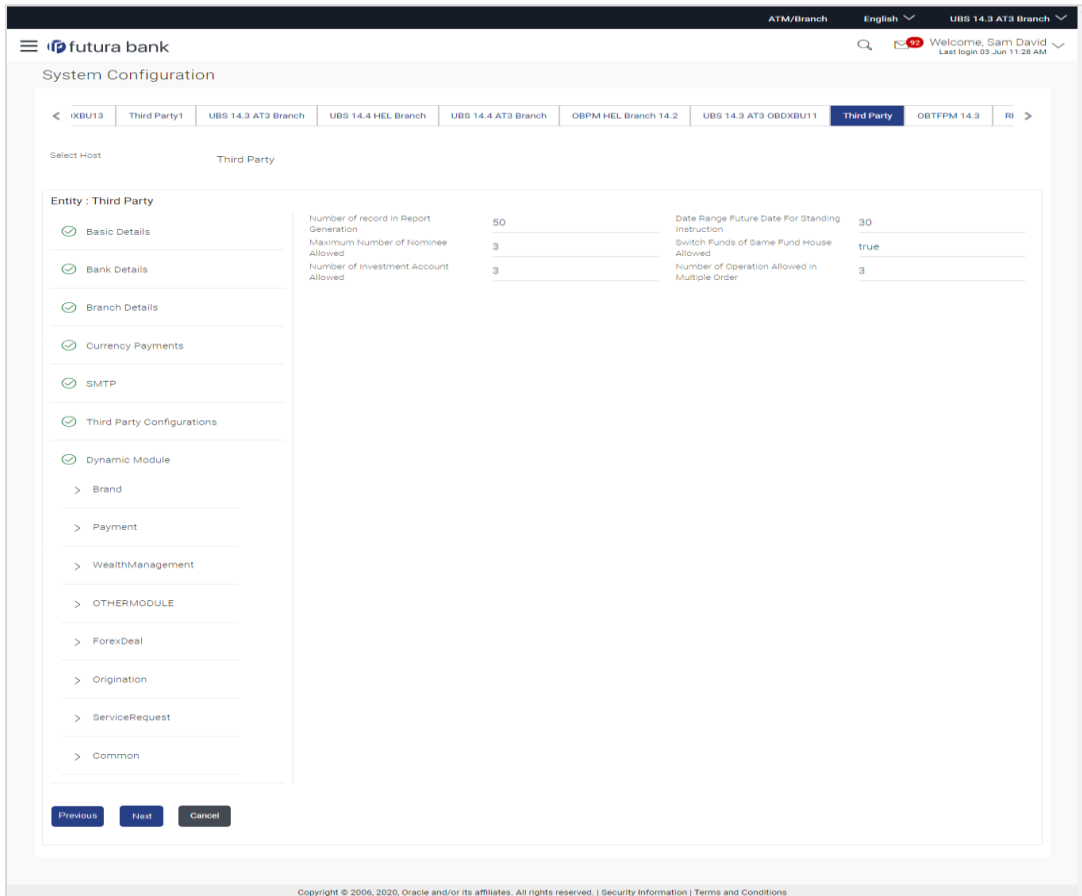 ATM/Branch English UBS 14.3 AT3 Branch
futura bank
92 Welcome, Sam David
Last login 03 Jun 11:28 AM
System Configuration
XBU13 Third Party1 UBS 14.3 AT3 Branch UBS 14.4 HEL Branch UBS 14.4 AT3 Branch OBPM HEL Branch 14.2 UBS 14.3 AT3 OBDXBU11 Third Party OBTFPM 14.3
Select Host Third Party
Entity : Third Party
Basic Details
Bank Details
Branch Details
Currency Payments
SMTP
Third Party Configurations
Dynamic Module
Brand
Payment
WealthManagement
OTHERMODULE
ForexDeal
Origination
ServiceRequest
Common
Number of record in Report
Generation
50
Date Range Future Date For Standing
Instruction
30
Maximum Number of Nominee
Allowed
3
Switch Funds of Same Fund House
Allowed
true
Number of Investment Account
Allowed
3
Number of Operation Allowed in
Multiple Order
3
Previous Next Cancel
Copyright © 2006, 2020, Oracle and/or its affiliates. All rights reserved. | Security Information | Terms and Conditions